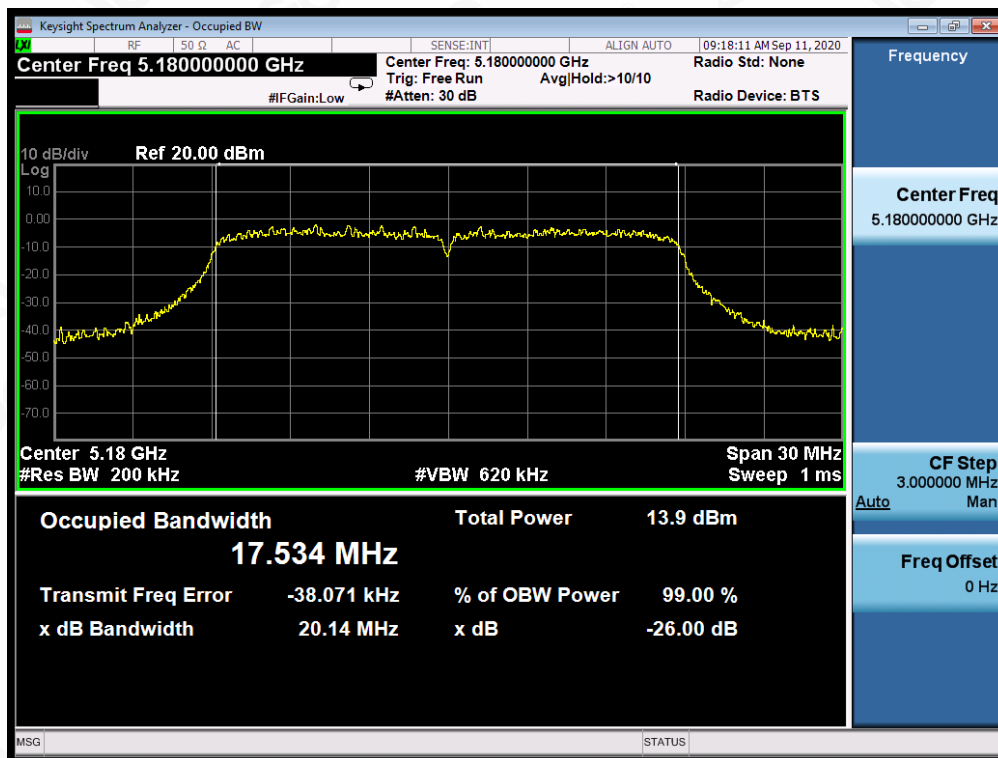 Keysight Spectrum Analyzer - Occupied BW
LXI RF 50 Ω AC SENSE:INT ALIGN AUTO 09:18:11 AM Sep 11, 2020
Center Freq 5.180000000 GHz
Center Freq: 5.180000000 GHz
Radio Std: None
Trig: Free Run Avg|Hold:>10/10
#IFGain:Low
#Atten: 30 dB
Radio Device: BTS
10 dB/div Ref 20.00 dBm
Log
10.0
0.00
-10.0
-20.0
-30.0
-40.0
-50.0
-60.0
-70.0
Center 5.18 GHz Span 30 MHz
#Res BW 200 kHz #VBW 620 kHz Sweep 1 ms
Occupied Bandwidth Total Power 13.9 dBm
17.534 MHz
Transmit Freq Error -38.071 kHz % of OBW Power 99.00 %
x dB Bandwidth 20.14 MHz x dB -26.00 dB
Frequency
Center Freq
5.180000000 GHz
CF Step
3.000000 MHz
Auto Man
Freq Offset
0 Hz
MSG STATUS